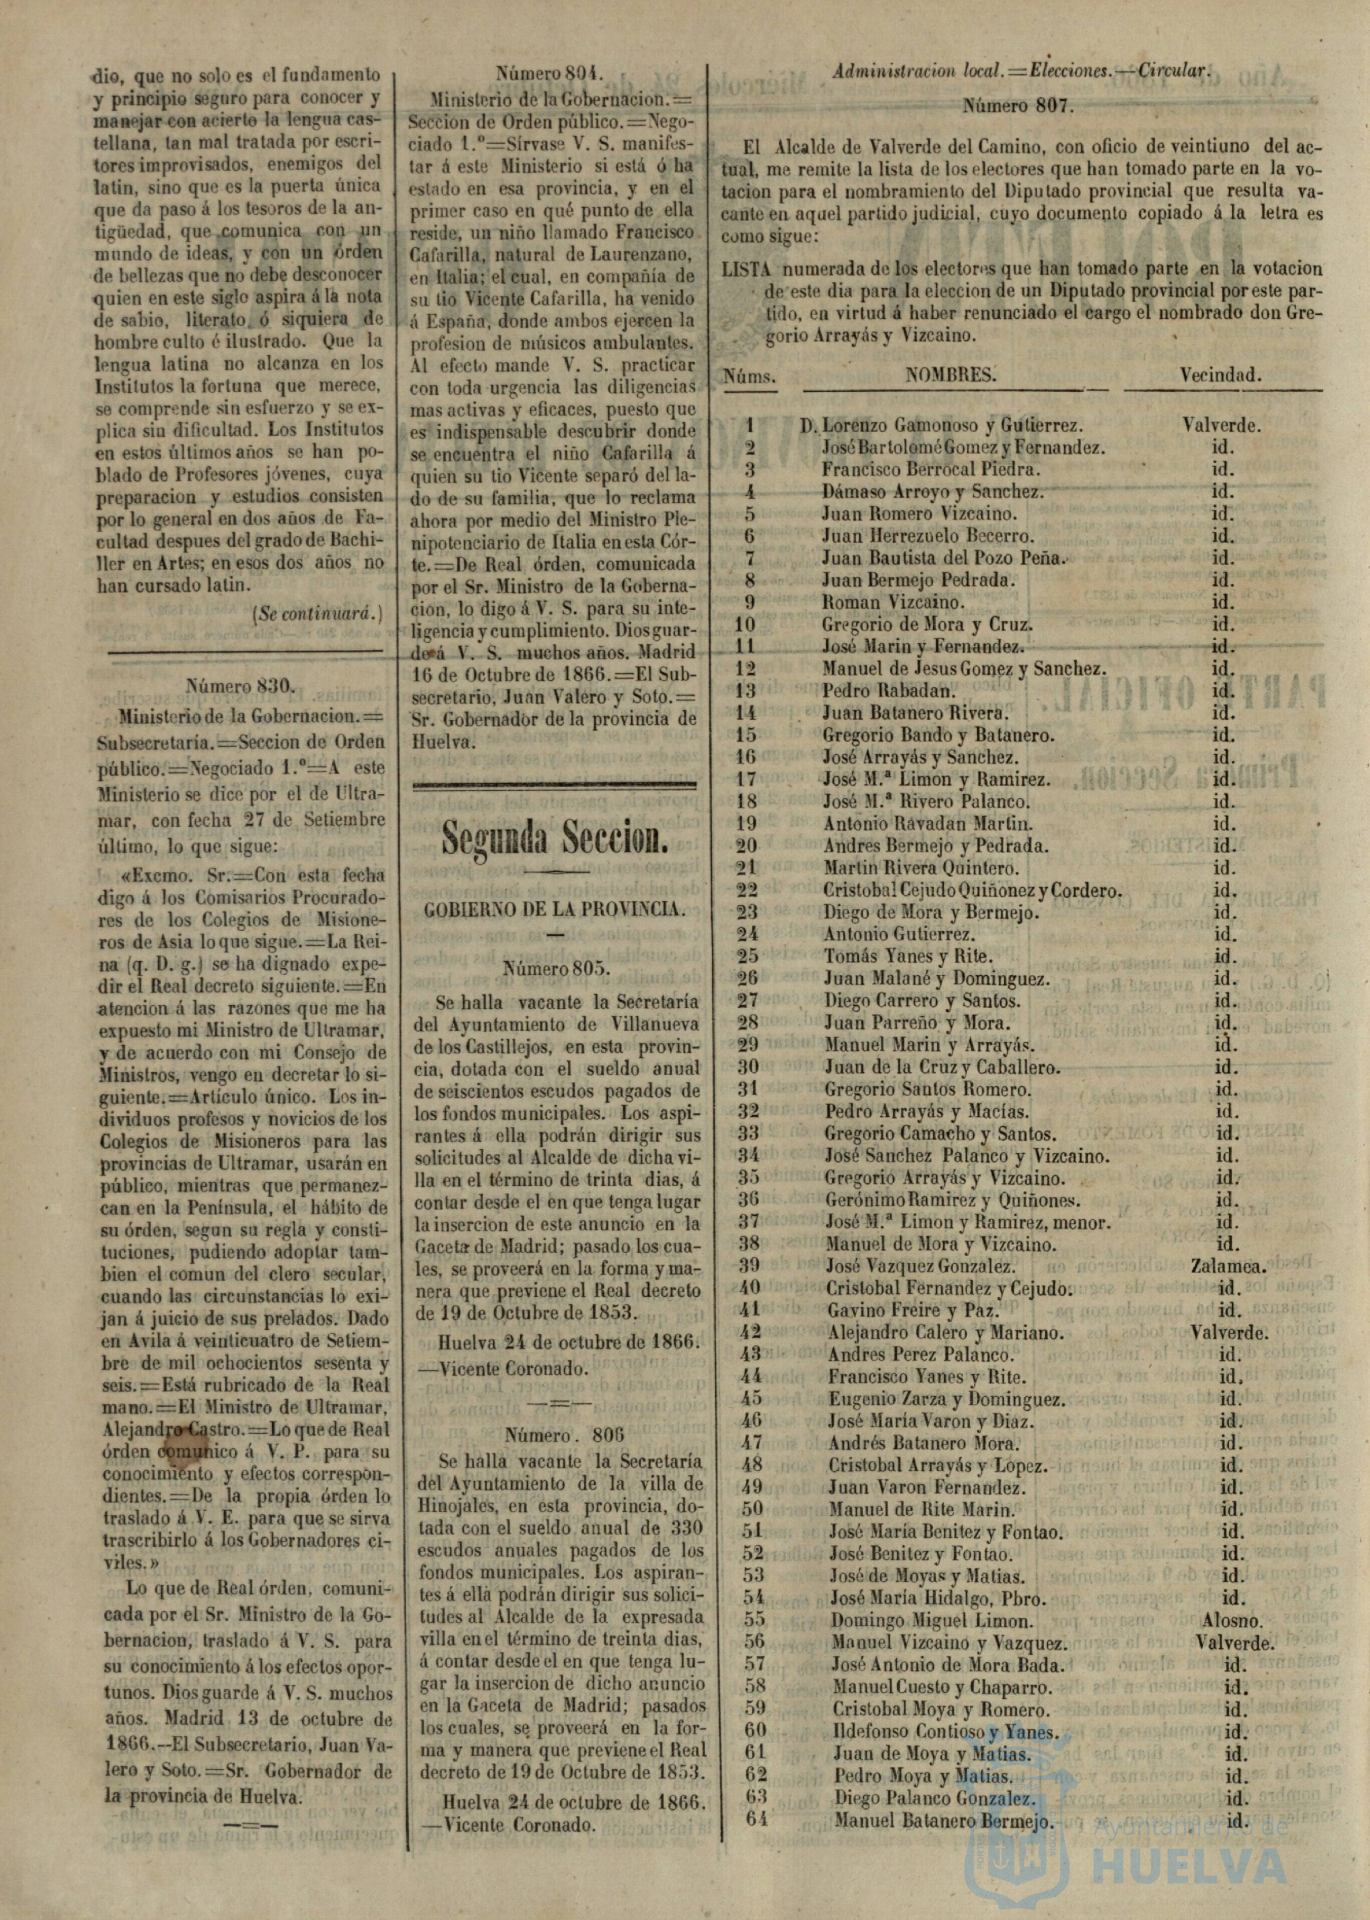 dio, que no solo es el fundamento
y principio seguro para conocer y
manejar con acierto la lengua cas-
tellana, tan mal tratada por escri-
tores improvisados, enemigos del
latin, sino que es la puerta única
que da paso á los tesoros de la an-
tigüedad, que comunica con un
mundo de ideas, y con un órden
de bellezas que no debe desconocer
quien en este siglo aspira á la nota
de sabio, literato ó siquiera de
hombre culto é ilustrado. Que la
lengua latina no alcanza en los
Institutos la fortuna que merece,
se comprende sin esfuerzo y se ex-
plica sin dificultad. Los Institutos
en estos últimos años se han po-
blado de Profesores jóvenes, cuya
preparacion y estudios consisten
por lo general en dos años de Fa-
cultad despues del grado de Bachi-
ller en Artes; en esos dos años no
han cursado latin.
(Se continuará.)
Número 830.
Ministerio de la Gobernacion.=
Subsecretaría.=Seccion de Orden
público.=Negociado 1.º=A este
Ministerio se dice por el de Ultra-
mar, con fecha 27 de Setiembre
último, lo que sigue:
«Excmo. Sr.=Con esta fecha
digo á los Comisarios Procurado-
res de los Colegios de Misione-
ros de Asia lo que sigue.=La Rei-
na (q. D. g.) se ha dignado expe-
dir el Real decreto siguiente.=En
atencion á las razones que me ha
expuesto mi Ministro de Ultramar,
y de acuerdo con mi Consejo de
Ministros, vengo en decretar lo si-
guiente.=Artículo único. Los in-
dividuos profesos y novicios de los
Colegios de Misioneros para las
provincias de Ultramar, usarán en
público, mientras que permanez-
can en la Península, el hábito de
su órden, segun su regla y consti-
tuciones, pudiendo adoptar tam-
bien el comun del clero secular,
cuando las circunstancias lo exi-
jan á juicio de sus prelados. Dado
en Avila á veinticuatro de Setiem-
bre de mil ochocientos sesenta y
seis.=Está rubricado de la Real
mano.=El Ministro de Ultramar,
Alejandro Castro.=Lo que de Real
órden comunico á V. P. para su
conocimiento y efectos correspon-
dientes.=De la propia órden lo
traslado á V. E. para que se sirva
trascribirlo á los Gobernadores ci-
viles.»
Lo que de Real órden, comuni-
cada por el Sr. Ministro de la Go-
bernacion, traslado á V. S. para
su conocimiento á los efectos opor-
tunos. Dios guarde á V. S. muchos
años. Madrid 13 de octubre de
1866.--El Subsecretario, Juan Va-
lero y Soto.=Sr. Gobernador de
la provincia de Huelva.
Número 804.
Ministerio de la Gobernacion.=
Seccion de Orden público.=Nego-
ciado 1.º=Sírvase V. S. manifes-
tar á este Ministerio si está ó ha
estado en esa provincia, y en el
primer caso en qué punto de ella
reside, un niño llamado Francisco
Cafarilla, natural de Laurenzano,
en Italia; el cual, en compañía de
su tio Vicente Cafarilla, ha venido
á España, donde ambos ejercen la
profesion de músicos ambulantes.
Al efecto mande V. S. practicar
con toda urgencia las diligencias
mas activas y eficaces, puesto que
es indispensable descubrir donde
se encuentra el niño Cafarilla á
quien su tio Vicente separó del la-
do de su familia, que lo reclama
ahora por medio del Ministro Ple-
nipotenciario de Italia en esta Cór-
te.=De Real órden, comunicada
por el Sr. Ministro de la Goberna-
cion, lo digo á V. S. para su inte-
ligencia y cumplimiento. Dios guar-
de á V. S. muchos años. Madrid
16 de Octubre de 1866.=El Sub-
secretario, Juan Valero y Soto.=
Sr. Gobernador de la provincia de
Huelva.
Segunda Seccion.
GOBIERNO DE LA PROVINCIA.
Número 805.
Se halla vacante la Secretaría
del Ayuntamiento de Villanueva
de los Castillejos, en esta provin-
cia, dotada con el sueldo anual
de seiscientos escudos pagados de
los fondos municipales. Los aspi-
rantes á ella podrán dirigir sus
solicitudes al Alcalde de dicha vi-
lla en el término de trinta dias, á
contar desde el en que tenga lugar
la insercion de este anuncio en la
Gaceta de Madrid; pasado los cua-
les, se proveerá en la forma y ma-
nera que previene el Real decreto
de 19 de Octubre de 1853.
Huelva 24 de octubre de 1866.
—Vicente Coronado.
Número. 806
Se halla vacante la Secretaría
del Ayuntamiento de la villa de
Hinojales, en esta provincia, do-
tada con el sueldo anual de 330
escudos anuales pagados de los
fondos municipales. Los aspiran-
tes á ella podrán dirigir sus solici-
tudes al Alcalde de la expresada
villa en el término de treinta dias,
á contar desde el en que tenga lu-
gar la insercion de dicho anuncio
en la Gaceta de Madrid; pasados
los cuales, se proveerá en la for-
ma y manera que previene el Real
decreto de 19 de Octubre de 1853.
Huelva 24 de octubre de 1866.
—Vicente Coronado.
Administracion local.=Elecciones.—Circular.
Número 807.
El Alcalde de Valverde del Camino, con oficio de veintiuno del ac-
tual, me remite la lista de los electores que han tomado parte en la vo-
tacion para el nombramiento del Diputado provincial que resulta va-
cante en aquel partido judicial, cuyo documento copiado á la letra es
como sigue:
LISTA numerada de los electores que han tomado parte en la votacion
de este dia para la eleccion de un Diputado provincial por este par-
tido, en virtud á haber renunciado el cargo el nombrado don Gre-
gorio Arrayás y Vizcaino.
Núms. NOMBRES. Vecindad.
1 D. Lorenzo Gamonoso y Gutierrez. Valverde.
2 José Bartolomé Gomez y Fernandez. id.
3 Francisco Berrocal Piedra. id.
4 Dámaso Arroyo y Sanchez. id.
5 Juan Romero Vizcaino. id.
6 Juan Herrezuelo Becerro. id.
7 Juan Bautista del Pozo Peña. id.
8 Juan Bermejo Pedrada. id.
9 Roman Vizcaino. id.
10 Gregorio de Mora y Cruz. id.
11 José Marin y Fernandez. id.
12 Manuel de Jesus Gomez y Sanchez. id.
13 Pedro Rabadan. id.
14 Juan Batanero Rivera. id.
15 Gregorio Bando y Batanero. id.
16 José Arrayás y Sanchez. id.
17 José M.ª Limon y Ramirez. id.
18 José M.ª Rivero Palanco. id.
19 Antonio Ravadan Martin. id.
20 Andres Bermejo y Pedrada. id.
21 Martin Rivera Quintero. id.
22 Cristobal Cejudo Quiñonez y Cordero. id.
23 Diego de Mora y Bermejo. id.
24 Antonio Gutierrez. id.
25 Tomás Yanes y Rite. id.
26 Juan Malané y Dominguez. id.
27 Diego Carrero y Santos. id.
28 Juan Parreño y Mora. id.
29 Manuel Marin y Arrayás. id.
30 Juan de la Cruz y Caballero. id.
31 Gregorio Santos Romero. id.
32 Pedro Arrayás y Macías. id.
33 Gregorio Camacho y Santos. id.
34 José Sanchez Palanco y Vizcaino. id.
35 Gregorio Arrayás y Vizcaino. id.
36 Gerónimo Ramirez y Quiñones. id.
37 José M.ª Limon y Ramirez, menor. id.
38 Manuel de Mora y Vizcaino. id.
39 José Vazquez Gonzalez. Zalamea.
40 Cristobal Fernandez y Cejudo. id.
41 Gavino Freire y Paz. id.
42 Alejandro Calero y Mariano. Valverde.
43 Andres Perez Palanco. id.
44 Francisco Yanes y Rite. id.
45 Eugenio Zarza y Dominguez. id.
46 José María Varon y Diaz. id.
47 Andrés Batanero Mora. id.
48 Cristobal Arrayás y Lopez. id.
49 Juan Varon Fernandez. id.
50 Manuel de Rite Marin. id.
51 José María Benitez y Fontao. id.
52 José Benitez y Fontao. id.
53 José de Moyas y Matias. id.
54 José María Hidalgo, Pbro. id.
55 Domingo Miguel Limon. Alosno.
56 Manuel Vizcaino y Vazquez. Valverde.
57 José Antonio de Mora Bada. id.
58 Manuel Cuesto y Chaparro. id.
59 Cristobal Moya y Romero. id.
60 Ildefonso Contioso y Yanes. id.
61 Juan de Moya y Matias. id.
62 Pedro Moya y Matias. id.
63 Diego Palanco Gonzalez. id.
64 Manuel Batanero Bermejo. id.
Ayuntamiento de
HUELVA